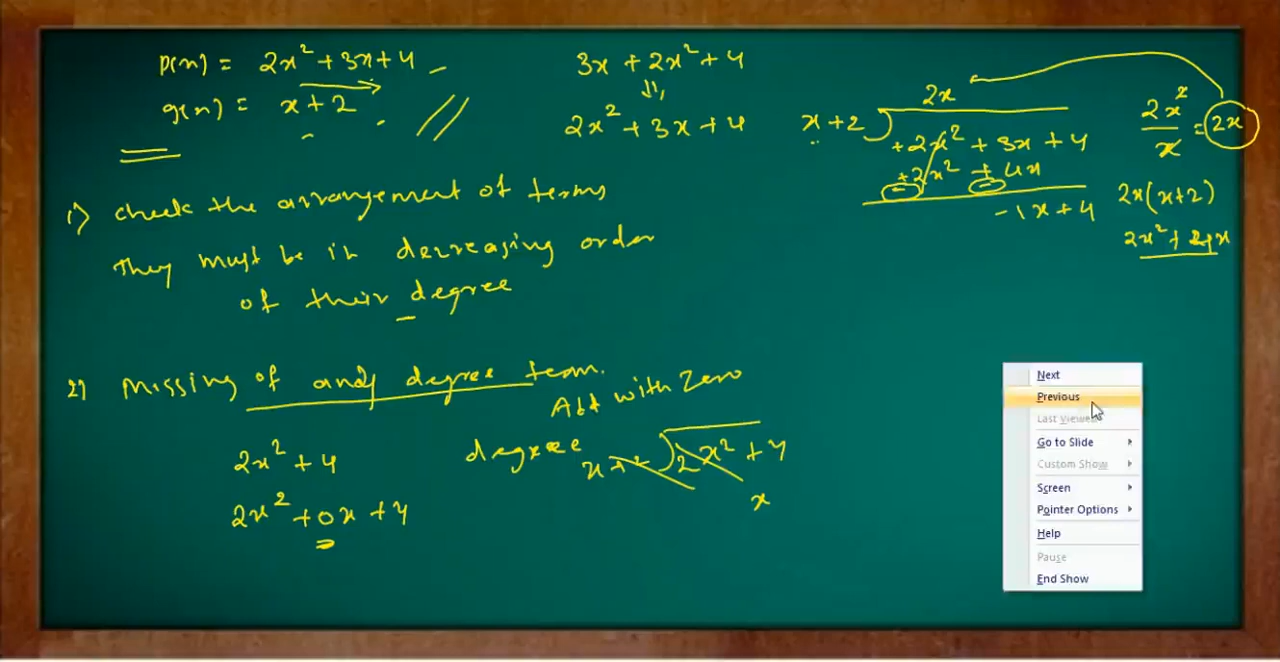 p(x) = 2x² + 3x + 4
g(x) = x + 2
3x + 2x² + 4
2x² + 3x + 4
2x
x + 2 ) +2x² + 3x + 4
+2x² + 4x
-1x + 4
2x² / x = 2x
2x(x+2)
2x² + 4x
1) check the arrangement of terms
they must be in decreasing order
of their degree
2) Missing of andy degree team.
Add with Zero
degree
2x² + 4
2x² + 0x + 4
x + 2 ) 2x² + 4
x
Next
Previous
Last Viewed
Go to Slide
Custom Show
Screen
Pointer Options
Help
Pause
End Show